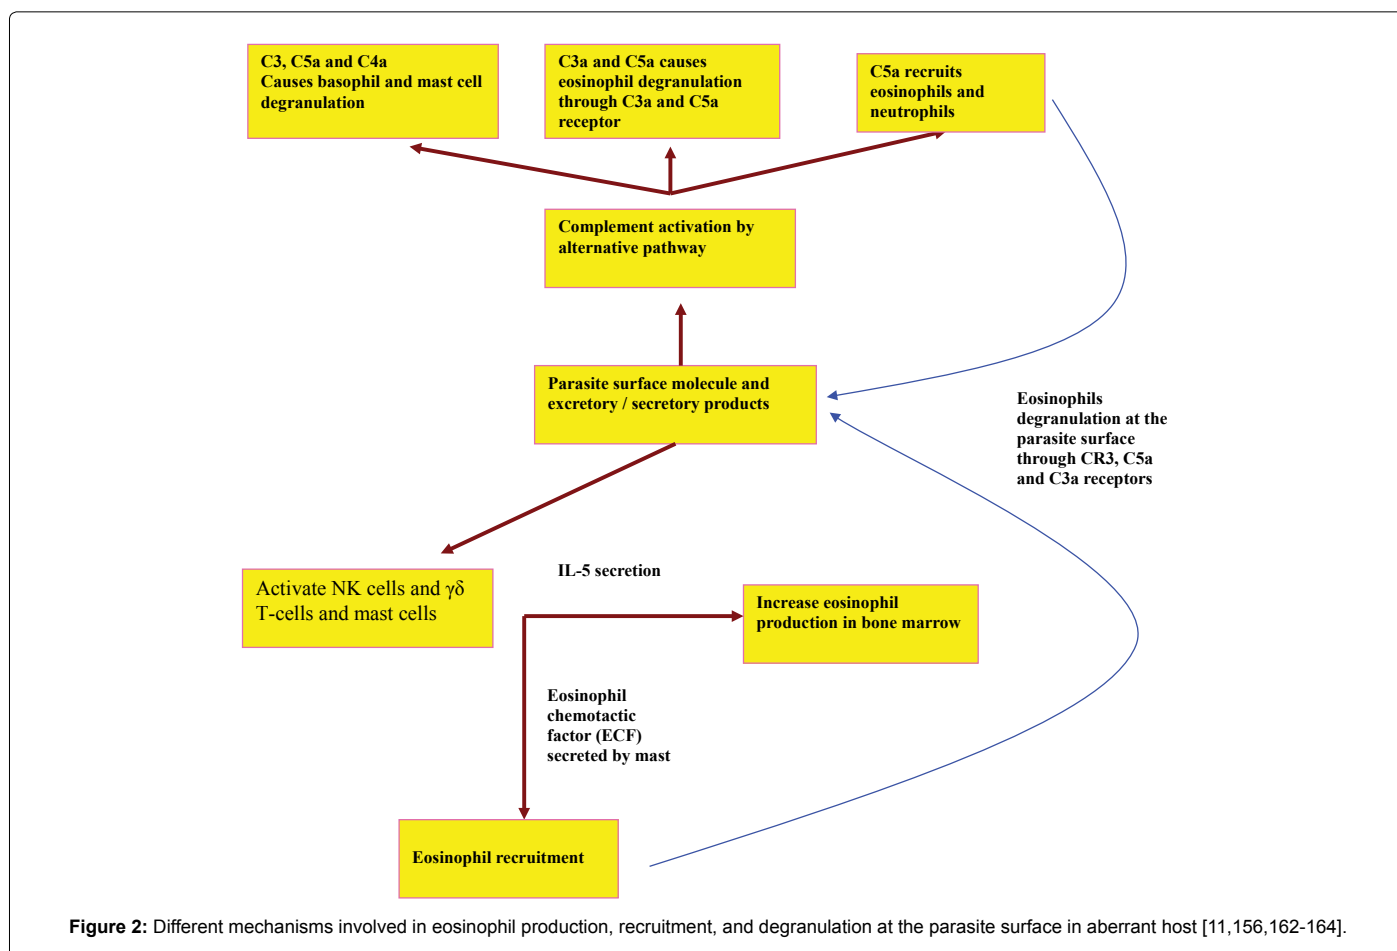 C3, C5a and C4a
Causes basophil and mast cell
degranulation
C3a and C5a causes
eosinophil degranulation
through C3a and C5a
receptor
C5a recruits
eosinophils and
neutrophils
Complement activation by
alternative pathway
Parasite surface molecule and
excretory / secretory products
Eosinophils
degranulation at the
parasite surface
through CR3, C5a
and C3a receptors
Activate NK cells and γδ
T-cells and mast cells
IL-5 secretion
Increase eosinophil
production in bone marrow
Eosinophil
chemotactic
factor (ECF)
secreted by mast
Eosinophil recruitment
Figure 2: Different mechanisms involved in eosinophil production, recruitment, and degranulation at the parasite surface in aberrant host [11,156,162-164].